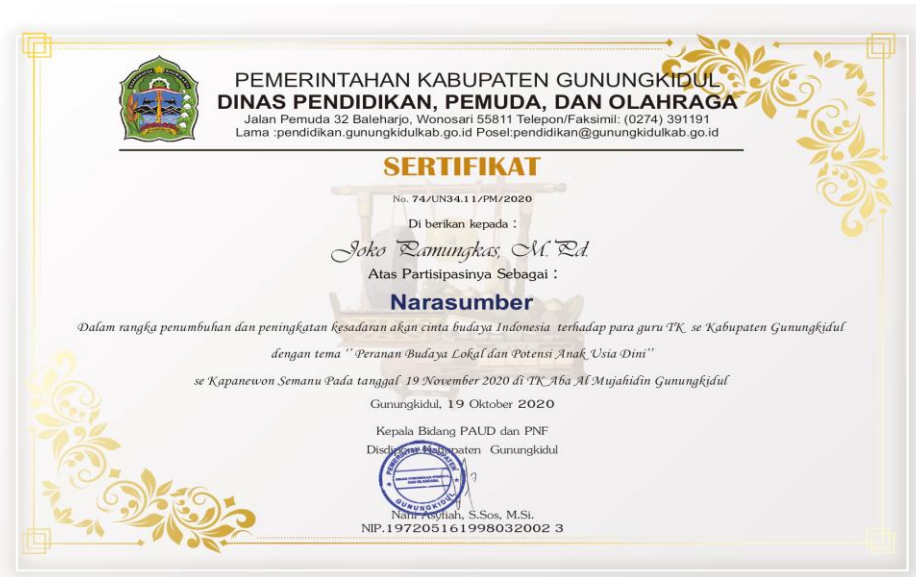 PEMERINTAHAN KABUPATEN GUNUNGKIDUL
DINAS PENDIDIKAN, PEMUDA, DAN OLAHRAGA
Jalan Pemuda 32 Baleharjo, Wonosari 55811 Telepon/Faksimil: (0274) 391191
Lama :pendidikan.gunungkidulkab.go.id Posel:pendidikan@gunungkidulkab.go.id
SERTIFIKAT
No. 74/UN34.11/PM/2020
Di berikan kepada :
Joko Pamungkas, M.Pd.
Atas Partisipasinya Sebagai :
Narasumber
Dalam rangka penumbuhan dan peningkatan kesadaran akan cinta budaya Indonesia terhadap para guru TK se Kabupaten Gunungkidul
dengan tema '' Peranan Budaya Lokal dan Potensi Anak Usia Dini''
se Kapanewon Semanu Pada tanggal 19 November 2020 di TK Aba Al Mujahidin Gunungkidul
Gunungkidul, 19 Oktober 2020
Kepala Bidang PAUD dan PNF
Gunungkidul
PEMERINTAH KABUPATEN
GUNUNGKIDUL
S.Sos, M.Si.
NIP.197205161998032002 3